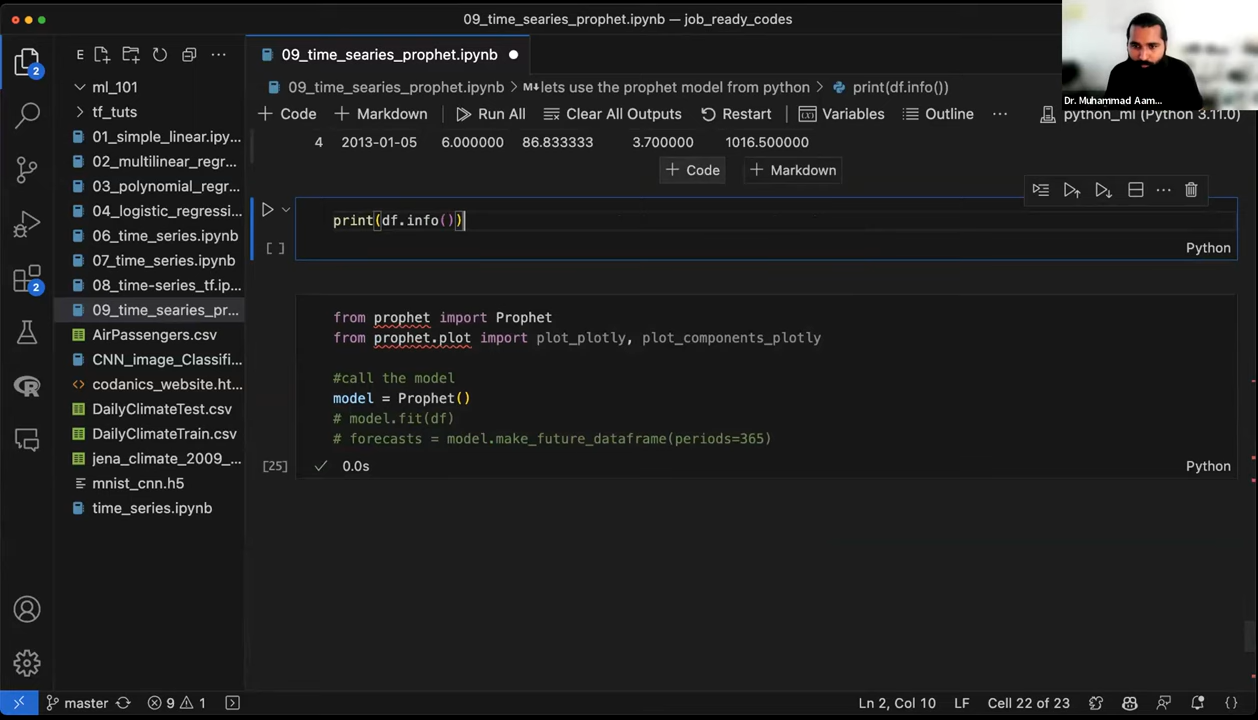 09_time_searies_prophet.ipynb — job_ready_codes
E
ml_101
tf_tuts
01_simple_linear.ipy...
02_multilinear_regr...
03_polynomial_regr...
04_logistic_regressi...
06_time_series.ipynb
07_time_series.ipynb
08_time-series_tf.ip...
09_time_searies_pr...
AirPassengers.csv
CNN_image_Classifi...
codanics_website.ht...
DailyClimateTest.csv
DailyClimateTrain.csv
jena_climate_2009_...
mnist_cnn.h5
time_series.ipynb
2
2
R
09_time_searies_prophet.ipynb
09_time_searies_prophet.ipynb > M↓lets use the prophet model from python > print(df.info())
+ Code + Markdown Run All Clear All Outputs Restart Variables Outline ... python_ml (Python 3.11.0)
4 2013-01-05 6.000000 86.833333 3.700000 1016.500000
+ Code + Markdown
print(df.info())
[ ]
Python
from prophet import Prophet
from prophet.plot import plot_plotly, plot_components_plotly
#call the model
model = Prophet()
# model.fit(df)
# forecasts = model.make_future_dataframe(periods=365)
[25] 0.0s Python
Dr. Muhammad Aam...
master 9 1 Ln 2, Col 10 LF Cell 22 of 23